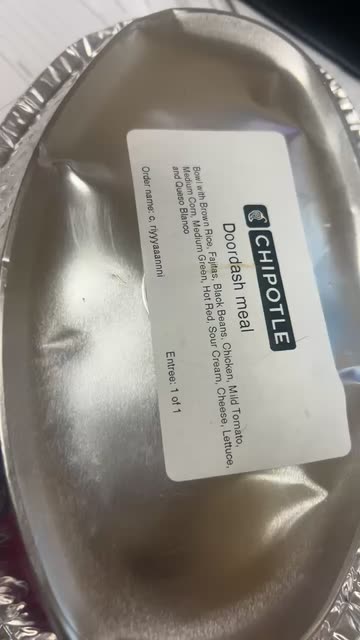 CHIPOTLE
Doordash meal
Bowl with Brown Rice, Fajitas, Black Beans, Chicken, Mild Tomato,
Medium Corn, Medium Green, Hot Red, Sour Cream, Cheese, Lettuce,
and Queso Blanco
Order name: c, riyyyaaannni
Entree: 1 of 1